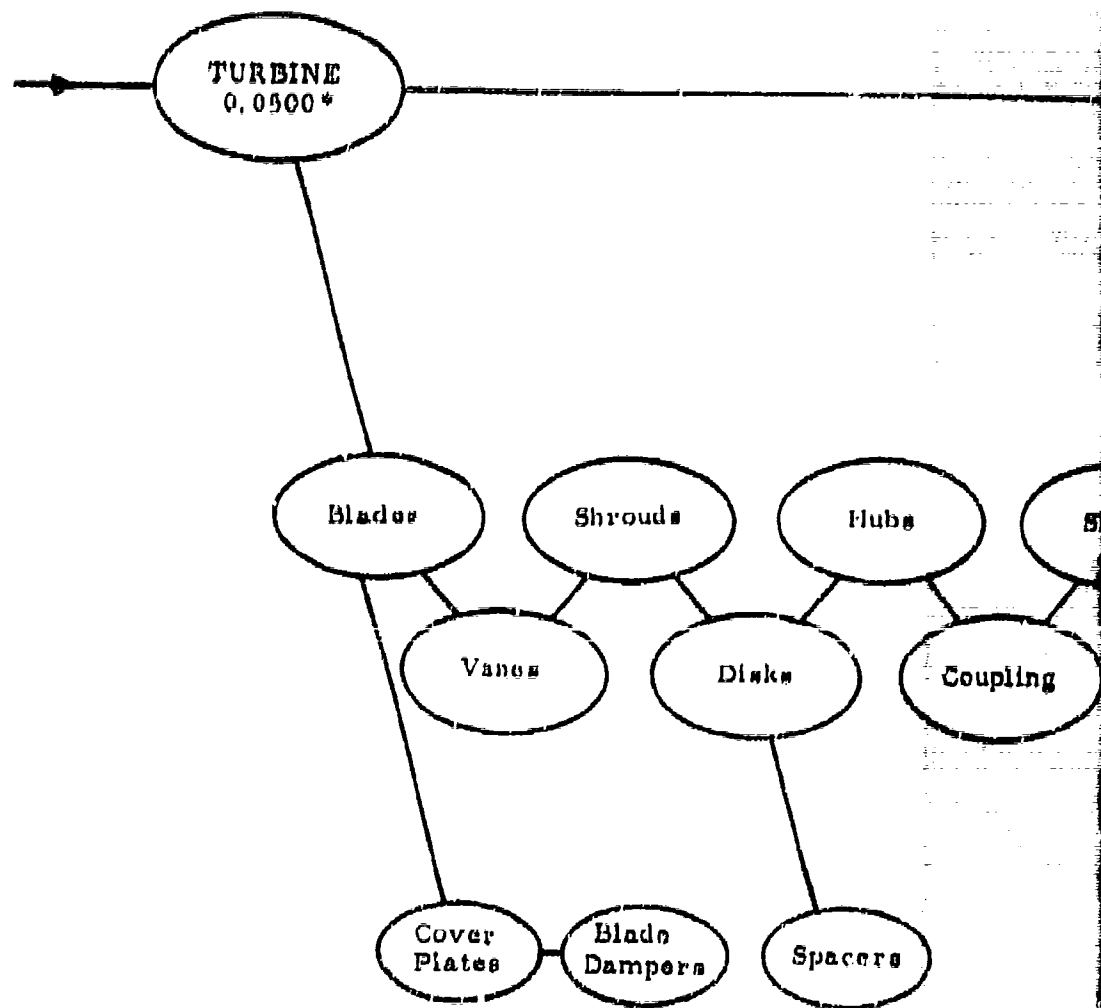 TURBINE
0.0500*
Blades
Shrouds
Hubs
Vanes
Disks
Coupling
Cover
Plates
Blade
Dampers
Spacers